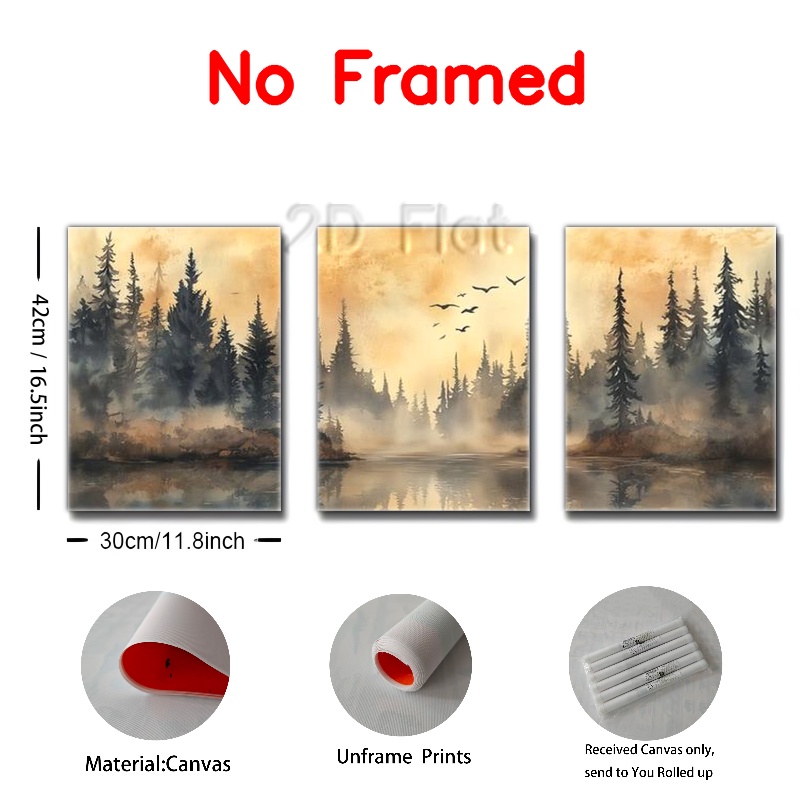 No Framed
2D Flat
42cm / 16.5inch
30cm/11.8inch
Material:Canvas
Unframe Prints
Received Canvas only,
send to You Rolled up